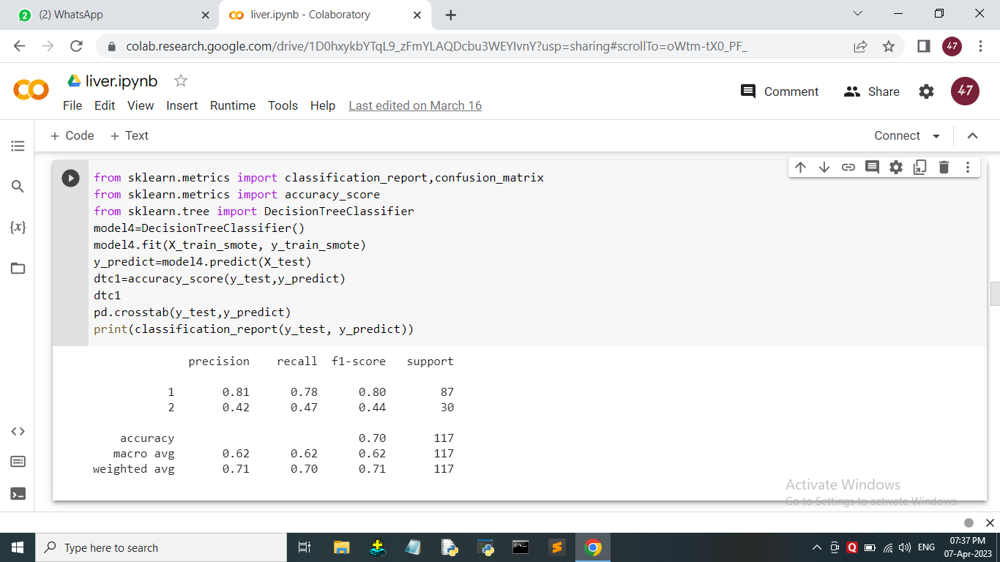 2 (2) WhatsApp
liver.ipynb - Colaboratory
colab.research.google.com/drive/1D0hxykbYTqL9_zFmYLAQDcbu3WEYIvnY?usp=sharing#scrollTo=oWtm-tX0_PF_
47
liver.ipynb
File Edit View Insert Runtime Tools Help Last edited on March 16
Comment Share 47
+ Code + Text Connect
from sklearn.metrics import classification_report,confusion_matrix
from sklearn.metrics import accuracy_score
from sklearn.tree import DecisionTreeClassifier
model4=DecisionTreeClassifier()
model4.fit(X_train_smote, y_train_smote)
y_predict=model4.predict(X_test)
dtc1=accuracy_score(y_test,y_predict)
dtc1
pd.crosstab(y_test,y_predict)
print(classification_report(y_test, y_predict))
precision recall f1-score support
1 0.81 0.78 0.80 87
2 0.42 0.47 0.44 30
accuracy 0.70 117
macro avg 0.62 0.62 0.62 117
weighted avg 0.71 0.70 0.71 117
Activate Windows
Go to Settings to activate Windows.
Type here to search
ENG
07:37 PM
07-Apr-2023